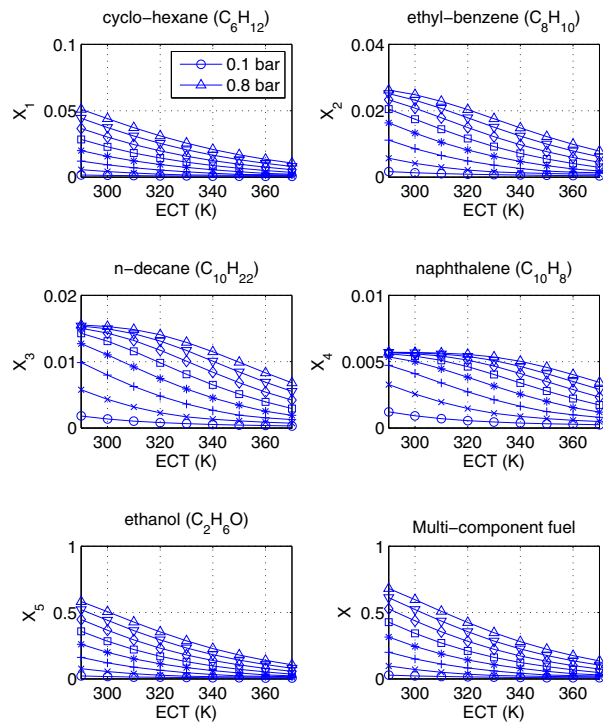 cyclo−hexane (C6H12)
0.1
0.05
0
X1
0.1 bar
0.8 bar
300 320 340 360
ECT (K)
ethyl−benzene (C8H10)
0.04
0.02
0
X2
300 320 340 360
ECT (K)
n−decane (C10H22)
0.02
0.01
0
X3
300 320 340 360
ECT (K)
naphthalene (C10H8)
0.01
0.005
0
X4
300 320 340 360
ECT (K)
ethanol (C2H6O)
1
0.5
0
X5
300 320 340 360
ECT (K)
Multi−component fuel
1
0.5
0
X
300 320 340 360
ECT (K)